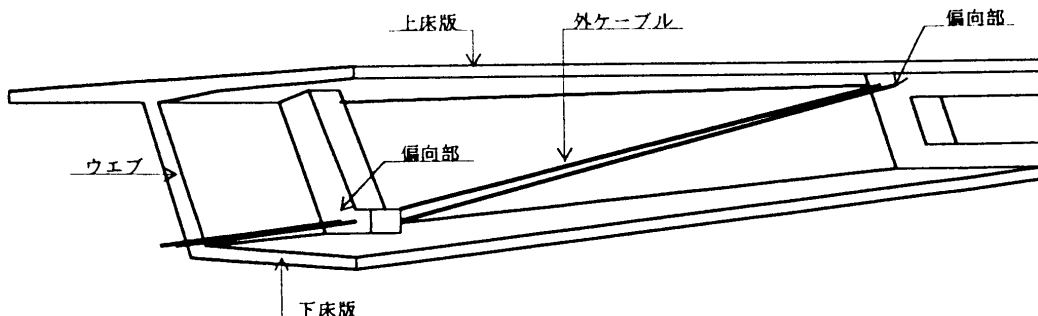 上床版
外ケーブル
偏向部
ウエブ
偏向部
下床版